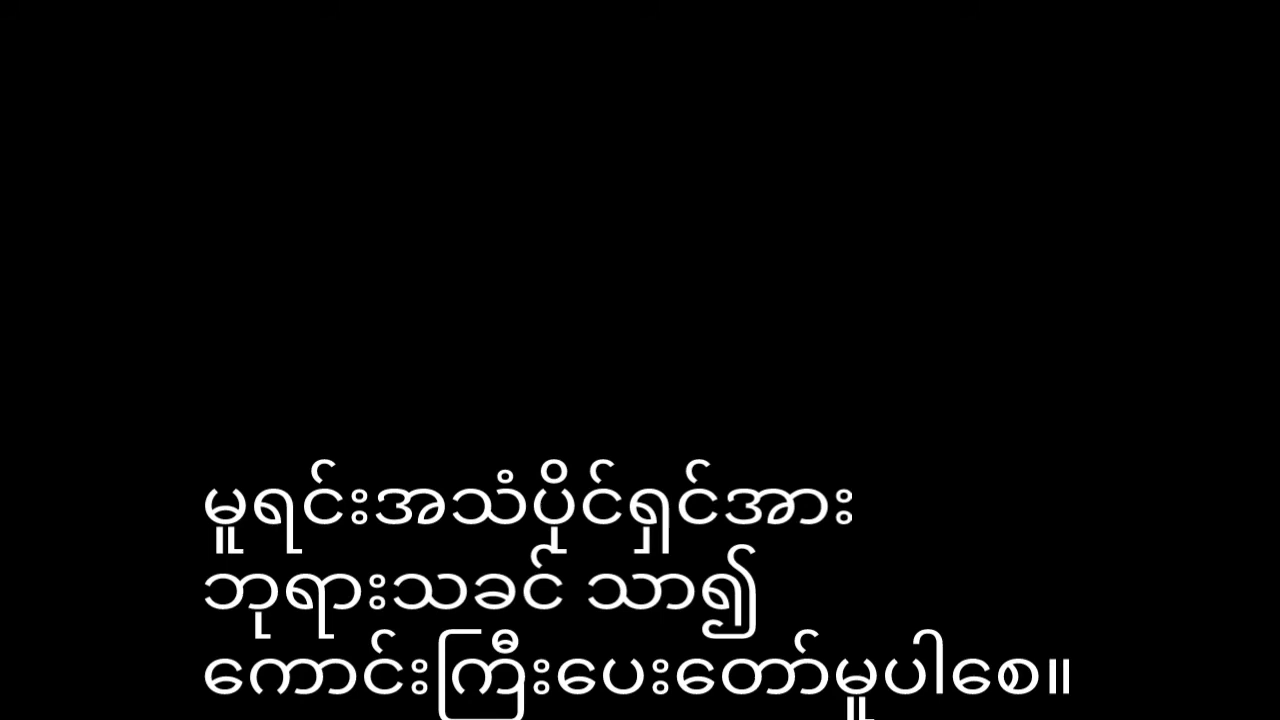 မူရင်းအသံပိုင်ရှင်အား
ဘုရားသခင် သာ၍
ကောင်းကြီးပေးတော်မူပါစေ။